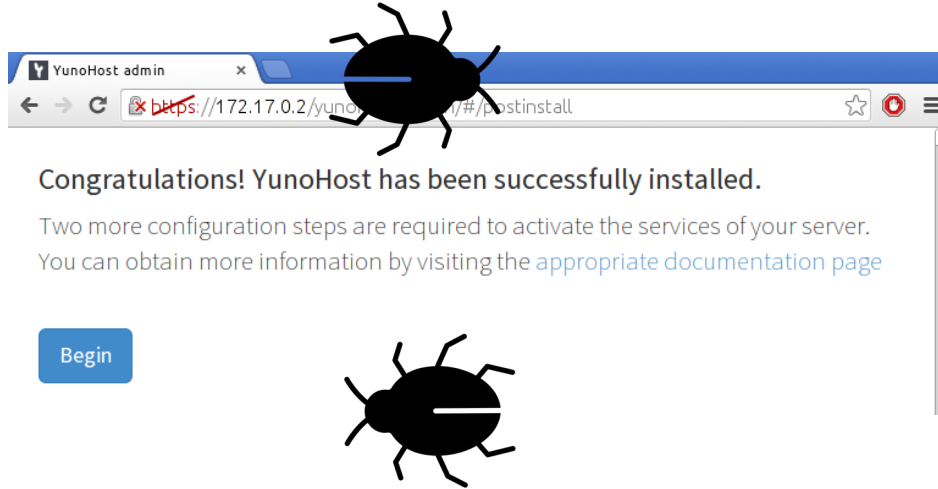 YunoHost admin
https://172.17.0.2/yuno /#/postinstall
Congratulations! YunoHost has been successfully installed.
Two more configuration steps are required to activate the services of your server.
You can obtain more information by visiting the appropriate documentation page
Begin